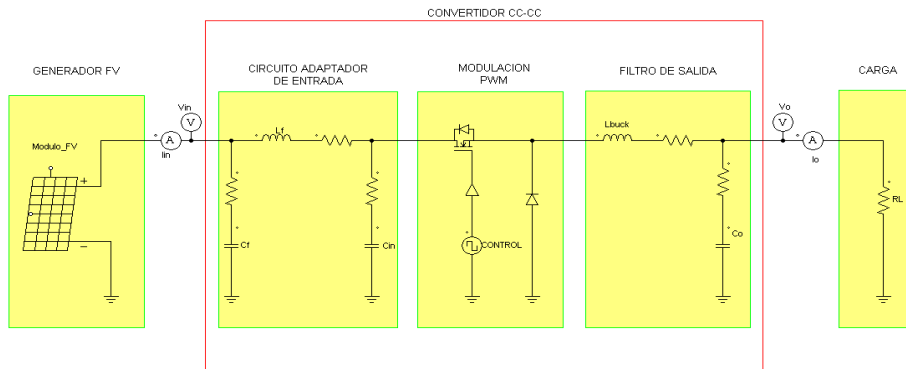 CONVERTIDOR CC-CC
GENERADOR FV
CIRCUITO ADAPTADOR
DE ENTRADA
MODULACION
PWM
FILTRO DE SALIDA
CARGA
Modulo_FV
+
−
A
Iin
Vin
V
Lf
Cf
Cin
CONTROL
Lbuck
Co
Vo
V
A
Io
RL